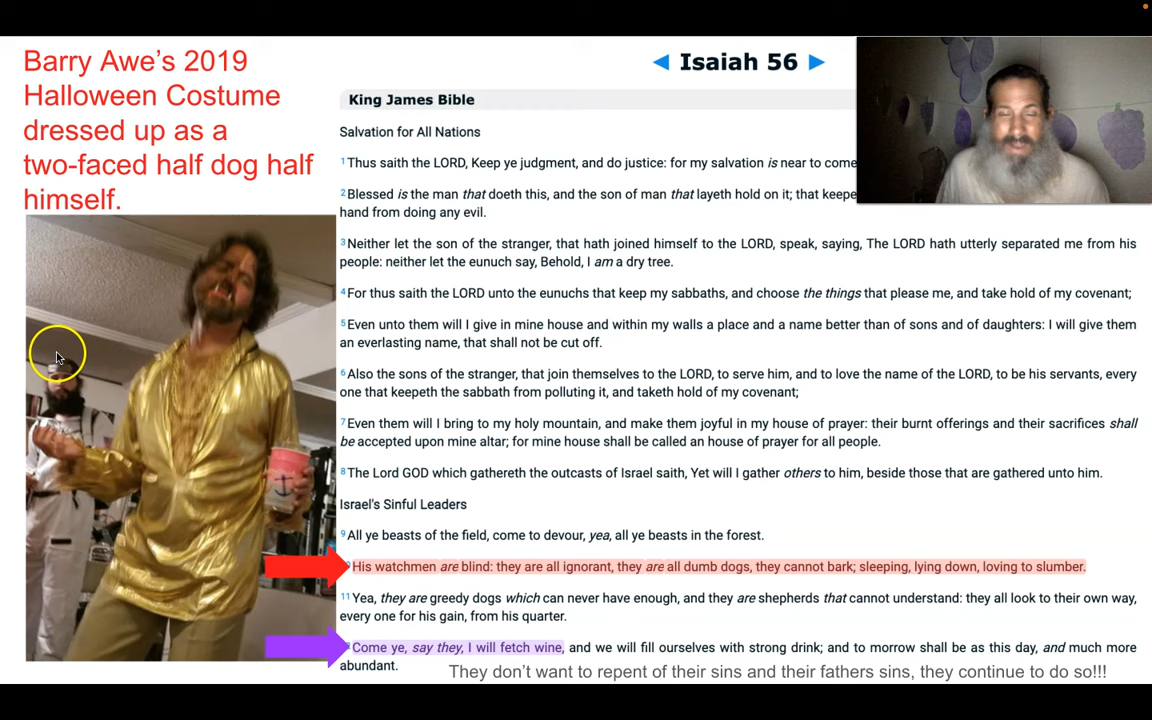 Barry Awe's 2019
Halloween Costume
dressed up as a
two-faced half dog half
himself.
◄ Isaiah 56 ►
King James Bible
Salvation for All Nations
1 Thus saith the LORD, Keep ye judgment, and do justice: for my salvation is near to come
2 Blessed is the man that doeth this, and the son of man that layeth hold on it; that keepe
hand from doing any evil.
3 Neither let the son of the stranger, that hath joined himself to the LORD, speak, saying, The LORD hath utterly separated me from his
people: neither let the eunuch say, Behold, I am a dry tree.
4 For thus saith the LORD unto the eunuchs that keep my sabbaths, and choose the things that please me, and take hold of my covenant;
5 Even unto them will I give in mine house and within my walls a place and a name better than of sons and of daughters: I will give them
an everlasting name, that shall not be cut off.
6 Also the sons of the stranger, that join themselves to the LORD, to serve him, and to love the name of the LORD, to be his servants, every
one that keepeth the sabbath from polluting it, and taketh hold of my covenant;
7 Even them will I bring to my holy mountain, and make them joyful in my house of prayer: their burnt offerings and their sacrifices shall
be accepted upon mine altar; for mine house shall be called an house of prayer for all people.
8 The Lord GOD which gathereth the outcasts of Israel saith, Yet will I gather others to him, beside those that are gathered unto him.
Israel's Sinful Leaders
9 All ye beasts of the field, come to devour, yea, all ye beasts in the forest.
His watchmen are blind: they are all ignorant, they are all dumb dogs, they cannot bark; sleeping, lying down, loving to slumber.
11 Yea, they are greedy dogs which can never have enough, and they are shepherds that cannot understand: they all look to their own way,
every one for his gain, from his quarter.
Come ye, say they, I will fetch wine, and we will fill ourselves with strong drink; and to morrow shall be as this day, and much more
abundant.
They don't want to repent of their sins and their fathers sins, they continue to do so!!!